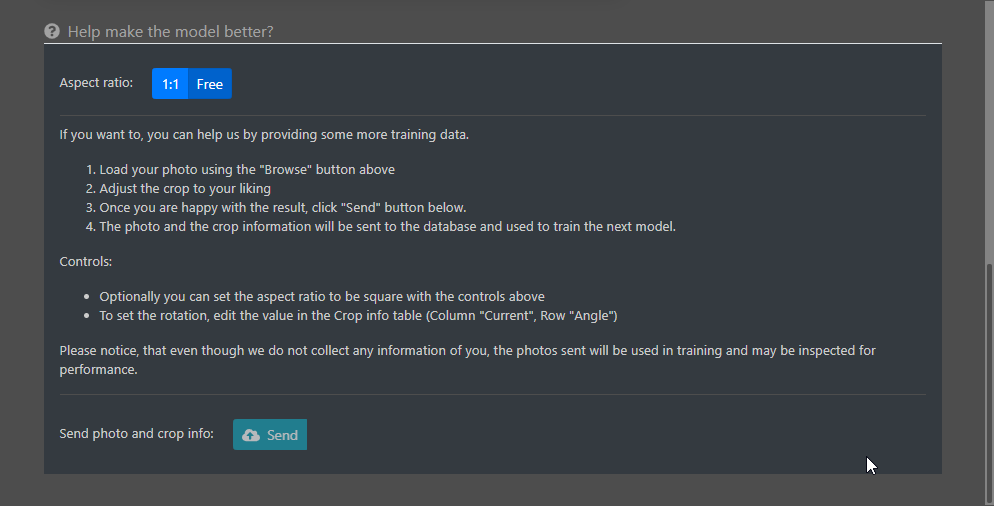 Help make the model better?
Aspect ratio: 1:1 Free
If you want to, you can help us by providing some more training data.
1. Load your photo using the "Browse" button above
2. Adjust the crop to your liking
3. Once you are happy with the result, click "Send" button below.
4. The photo and the crop information will be sent to the database and used to train the next model.
Controls:
Optionally you can set the aspect ratio to be square with the controls above
To set the rotation, edit the value in the Crop info table (Column "Current", Row "Angle")
Please notice, that even though we do not collect any information of you, the photos sent will be used in training and may be inspected for
performance.
Send photo and crop info: Send